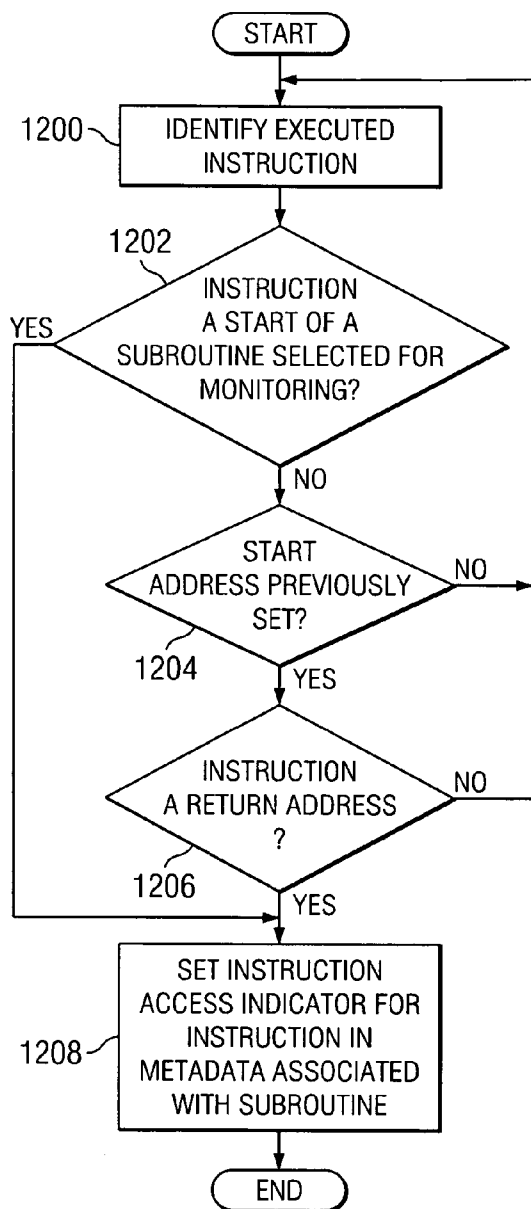 START
1200
IDENTIFY EXECUTED
INSTRUCTION
1202
YES
INSTRUCTION
A START OF A
SUBROUTINE SELECTED FOR
MONITORING?
NO
START
ADDRESS PREVIOUSLY
SET?
NO
1204
YES
INSTRUCTION
A RETURN ADDRESS
?
NO
1206
YES
1208
SET INSTRUCTION
ACCESS INDICATOR FOR
INSTRUCTION IN
METADATA ASSOCIATED
WITH SUBROUTINE
END